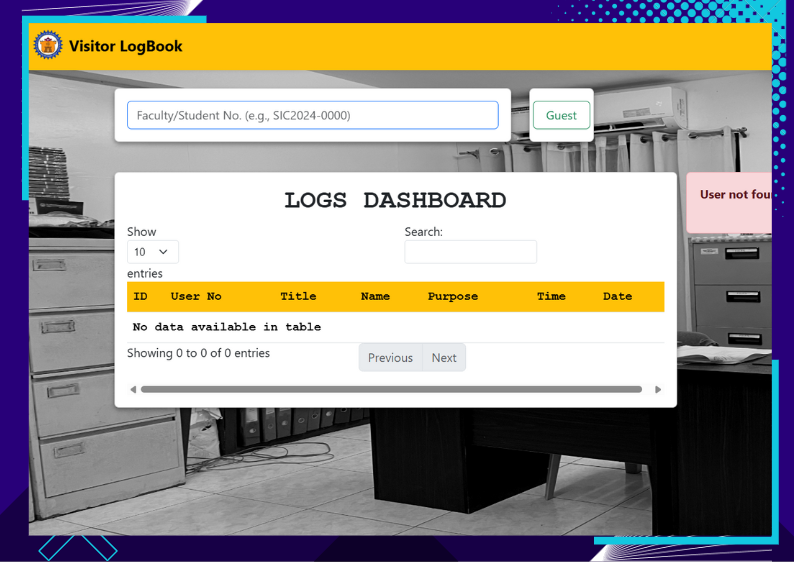 Visitor LogBook
Faculty/Student No. (e.g., SIC2024-0000)
Guest
LOGS DASHBOARD
User not fou
Show
Search:
10
entries
ID User No Title Name Purpose Time Date
No data available in table
Showing 0 to 0 of 0 entries
Previous Next